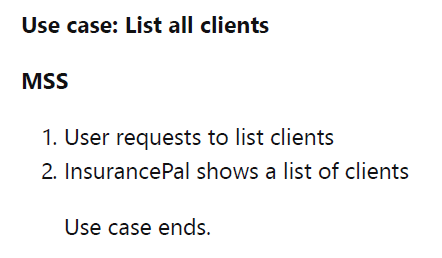 Use case: List all clients
MSS
1. User requests to list clients
2. InsurancePal shows a list of clients
Use case ends.